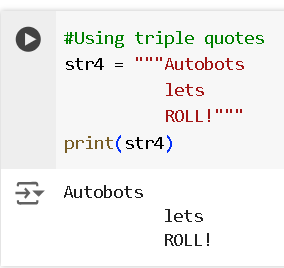 #Using triple quotes
str4 = """Autobots
          lets
          ROLL!"""
print(str4)
Autobots
          lets
          ROLL!